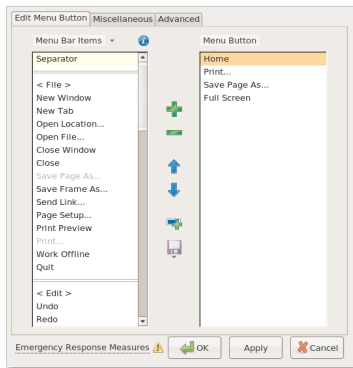 Edit Menu Button Miscellaneous Advanced
Menu Bar Items
Menu Button
Separator
< File >
New Window
New Tab
Open Location...
Open File...
Close Window
Close
Save Page As...
Save Frame As...
Send Link...
Page Setup...
Print Preview
Print...
Work Offline
Quit
< Edit >
Undo
Redo
Home
Print...
Save Page As...
Full Screen
Emergency Response Measures
OK
Apply
Cancel